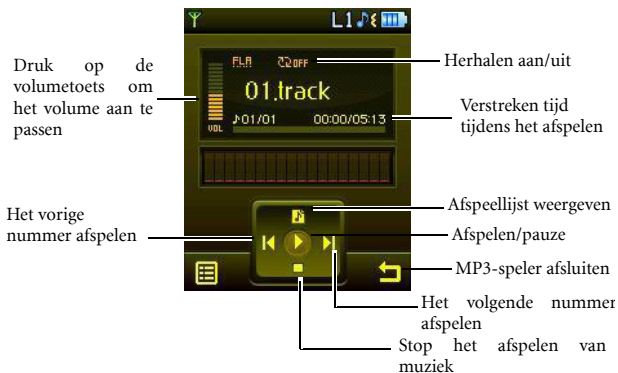 L1
Druk op de
volumetoets om
het volume aan te
passen
FLA OFF
01.track
01/01 00:00/05:13
VOL
Herhalen aan/uit
Verstreken tijd
tijdens het afspelen
Het vorige
nummer afspelen
Afspeellijst weergeven
Afspelen/pauze
MP3-speler afsluiten
Het volgende nummer
afspelen
Stop het afspelen van
muziek